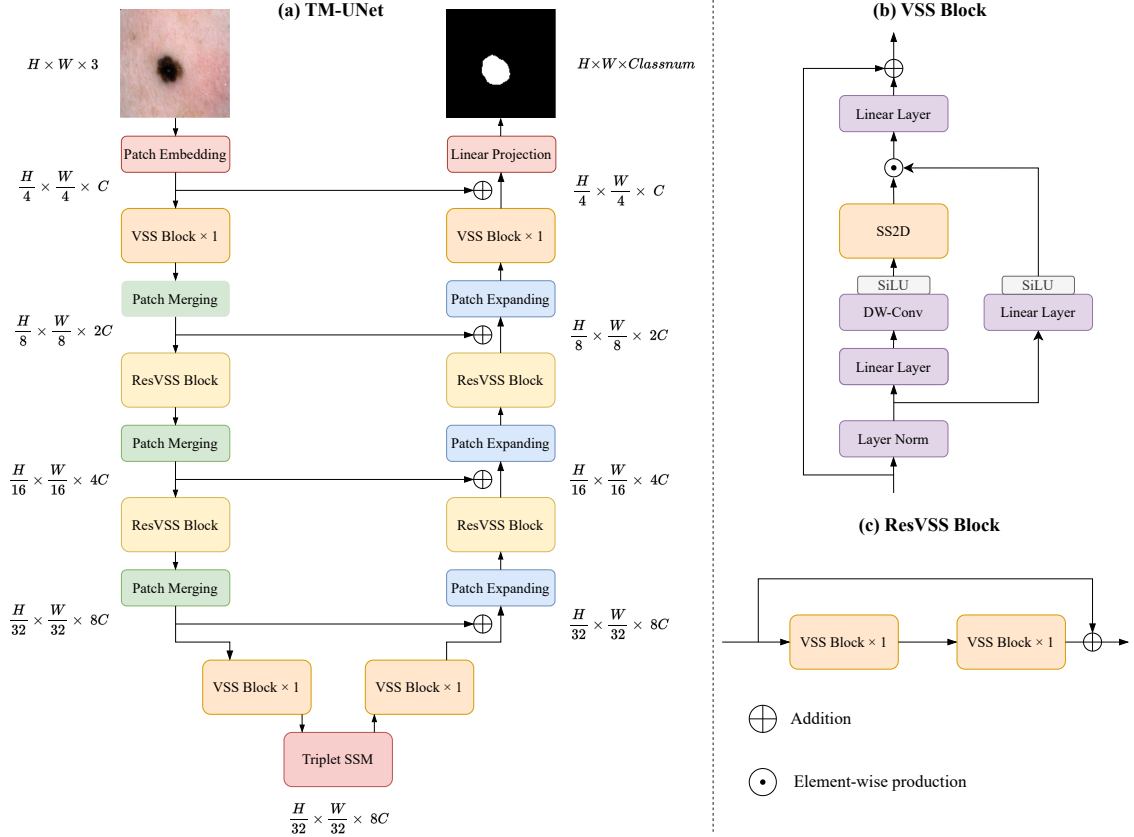 (a) TM-UNet
H × W × 3
H×W×Classnum
Patch Embedding
Linear Projection
H/4 × W/4 × C
H/4 × W/4 × C
VSS Block × 1
VSS Block × 1
Patch Merging
Patch Expanding
H/8 × W/8 × 2C
H/8 × W/8 × 2C
ResVSS Block
ResVSS Block
Patch Merging
Patch Expanding
H/16 × W/16 × 4C
H/16 × W/16 × 4C
ResVSS Block
ResVSS Block
Patch Merging
Patch Expanding
H/32 × W/32 × 8C
H/32 × W/32 × 8C
VSS Block × 1
VSS Block × 1
Triplet SSM
H/32 × W/32 × 8C
(b) VSS Block
Linear Layer
SS2D
SiLU
SiLU
DW-Conv
Linear Layer
Linear Layer
Layer Norm
(c) ResVSS Block
VSS Block × 1
VSS Block × 1
Addition
Element-wise production